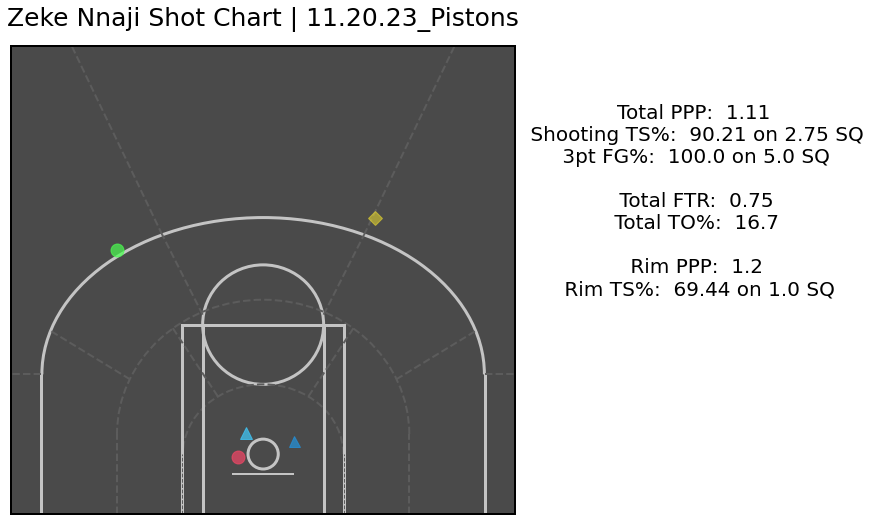 Zeke Nnaji Shot Chart | 11.20.23_Pistons
Total PPP:  1.11
Shooting TS%:  90.21 on 2.75 SQ
3pt FG%:  100.0 on 5.0 SQ
Total FTR:  0.75
Total TO%:  16.7
Rim PPP:  1.2
Rim TS%:  69.44 on 1.0 SQ